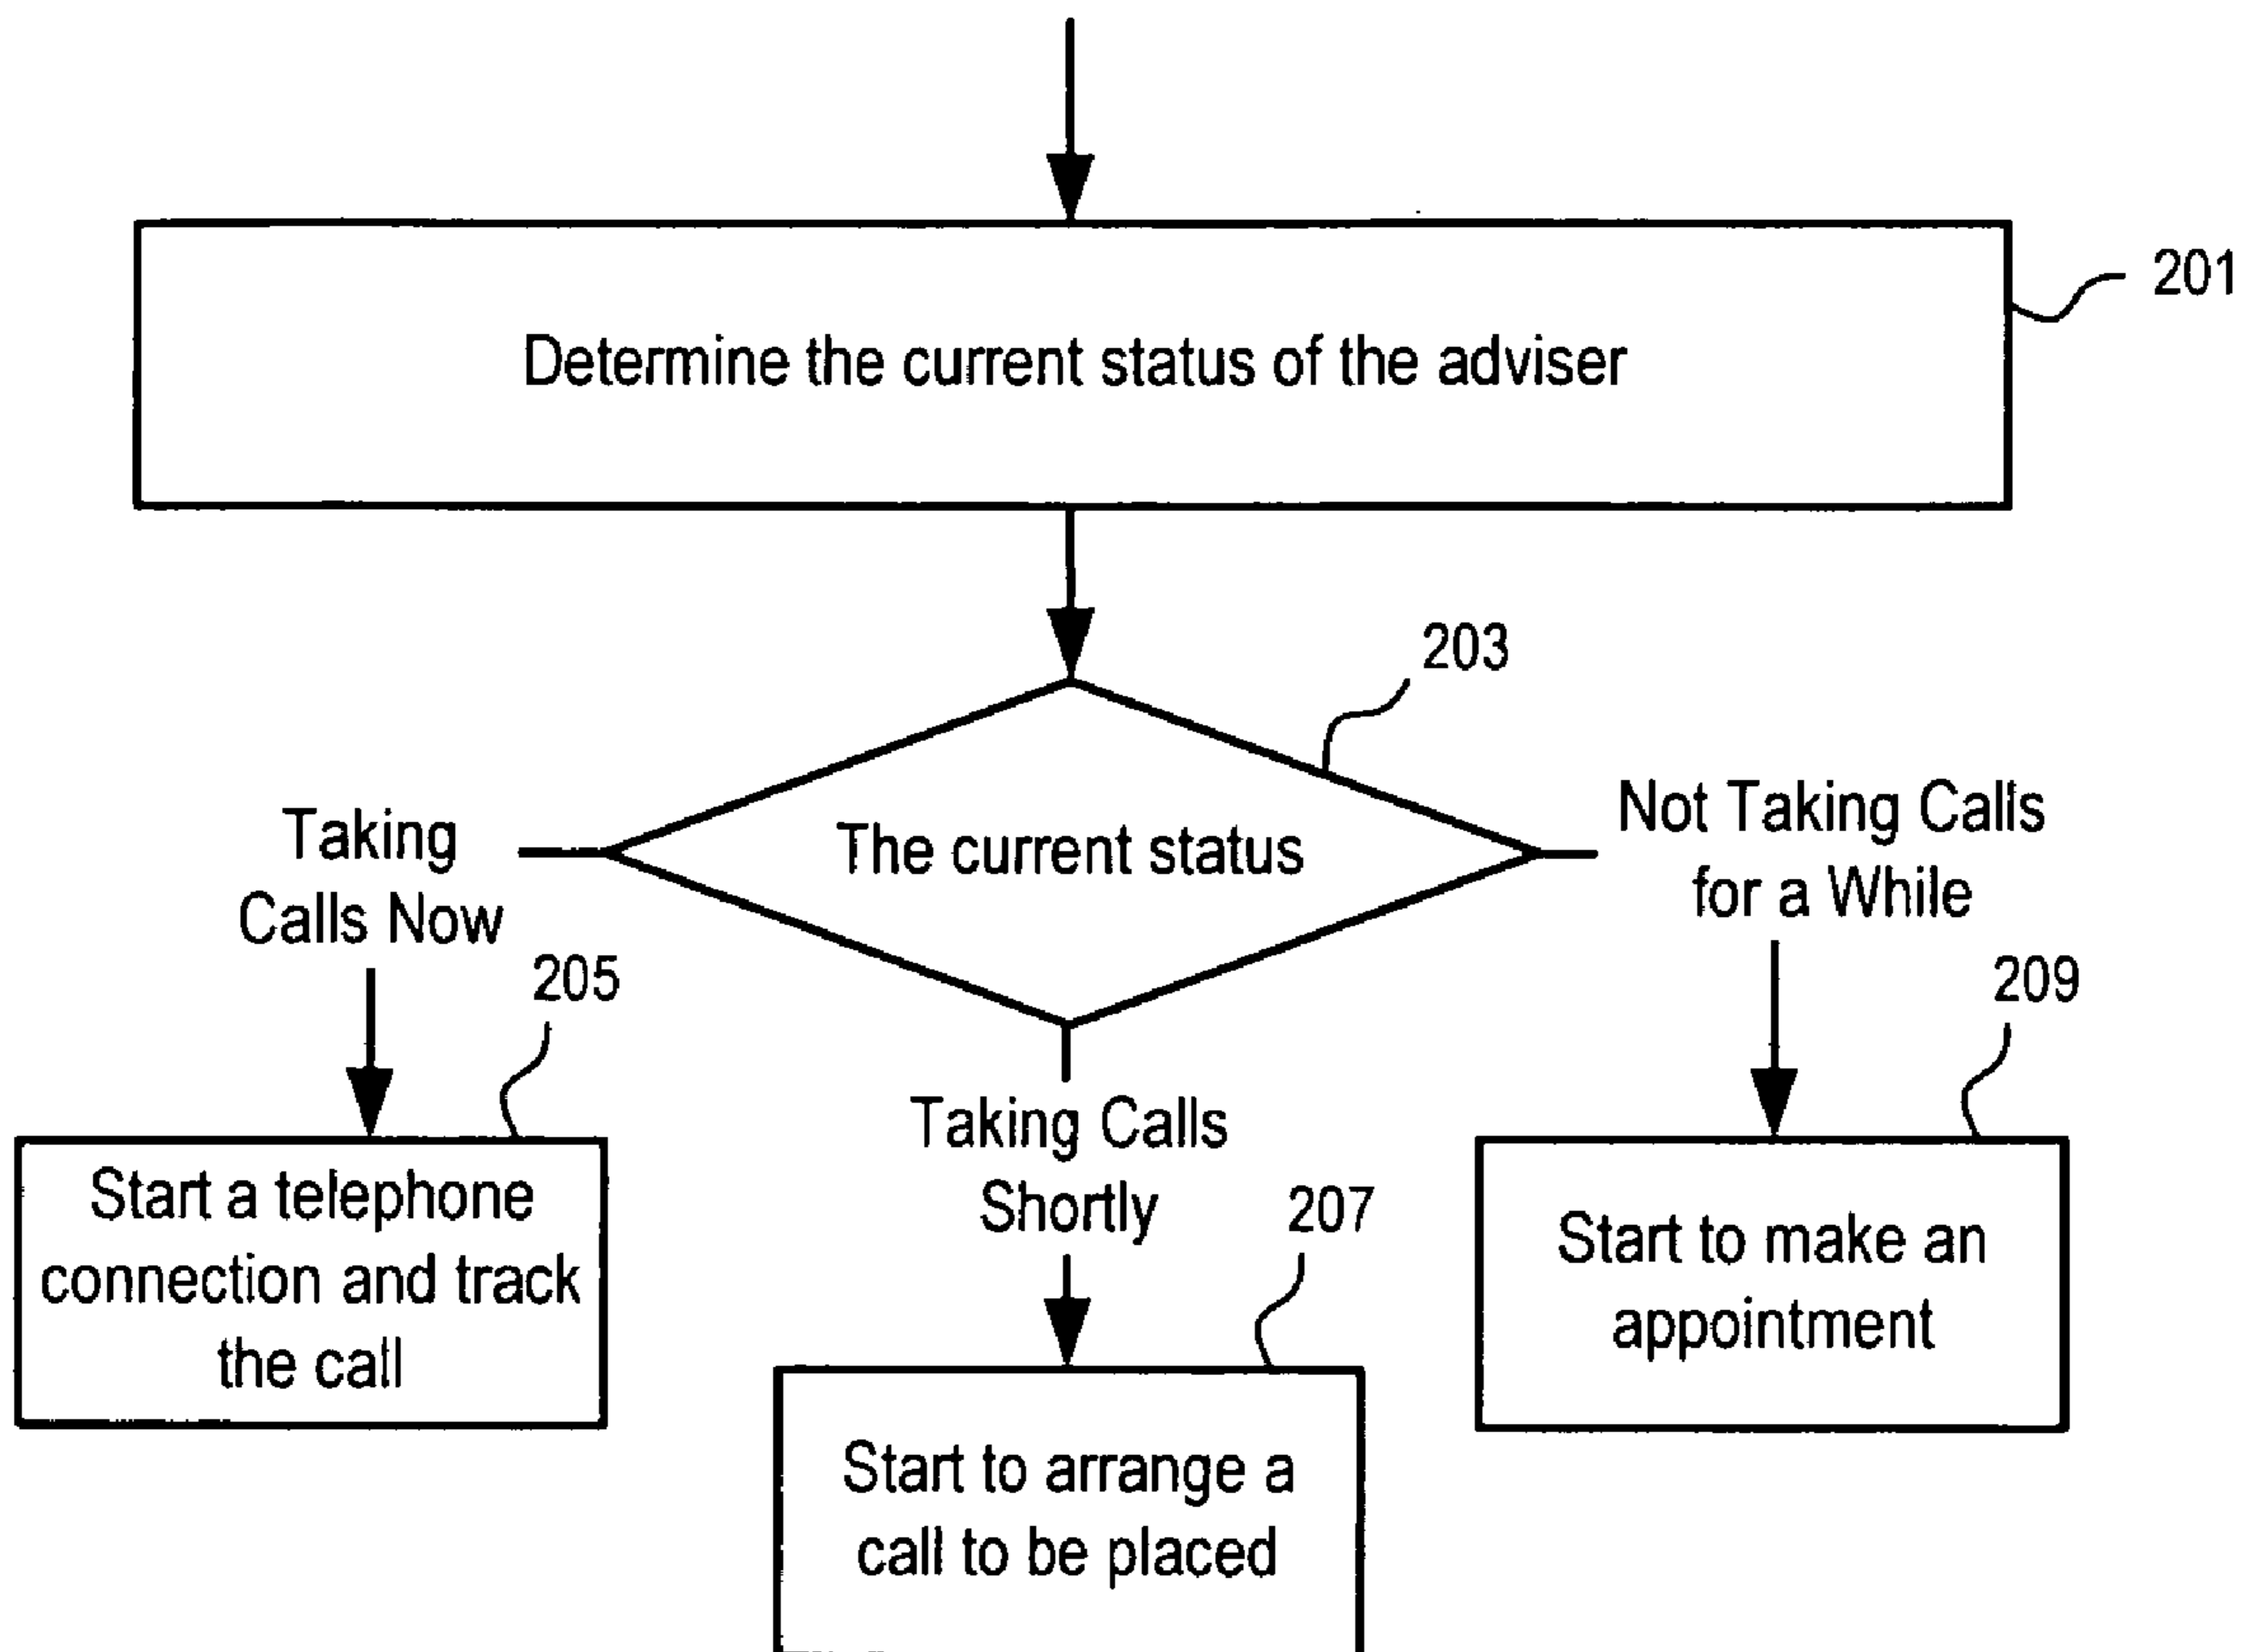 201
Determine the current status of the adviser
203
The current status
Taking
Calls Now
Not Taking Calls
for a While
205
209
Taking Calls
Shortly
207
Start a telephone
connection and track
the call
Start to make an
appointment
Start to arrange a
call to be placed